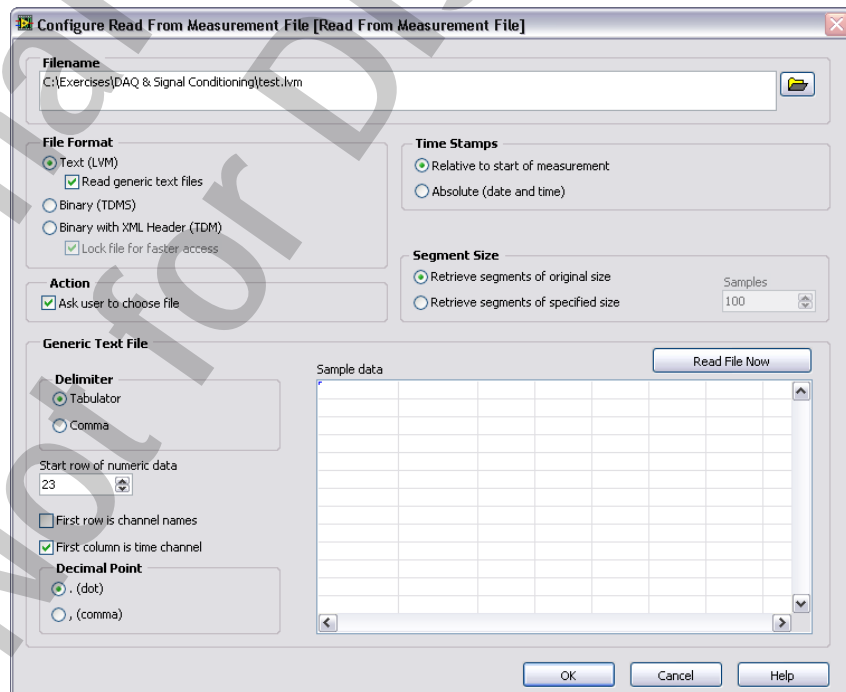 Configure Read From Measurement File [Read From Measurement File]
Filename
C:\Exercises\DAQ & Signal Conditioning\test.lvm
File Format
Text (LVM)
Read generic text files
Binary (TDMS)
Binary with XML Header (TDM)
Lock file for faster access
Time Stamps
Relative to start of measurement
Absolute (date and time)
Action
Ask user to choose file
Segment Size
Retrieve segments of original size
Retrieve segments of specified size
Samples
100
Generic Text File
Delimiter
Tabulator
Comma
Start row of numeric data
23
First row is channel names
First column is time channel
Decimal Point
. (dot)
, (comma)
Sample data
Read File Now
OK
Cancel
Help
Not for